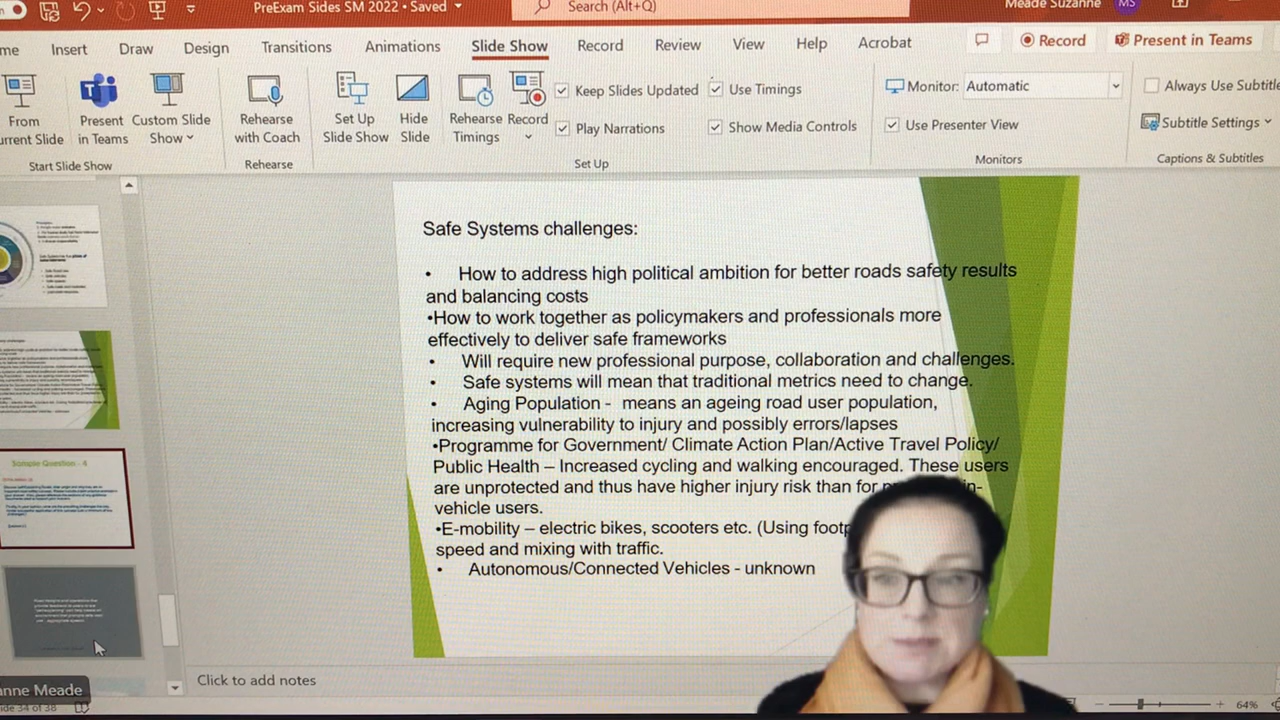 PreExam Sides SM 2022 • Saved
Search (Alt+Q)
Meade Suzanne
MS
Insert
Draw
Design
Transitions
Animations
Slide Show
Record
Review
View
Help
Acrobat
Record
Present in Teams
From
Present
in Teams
Custom Slide
Show
Rehearse
with Coach
Set Up
Slide Show
Hide
Slide
Rehearse
Timings
Record
Keep Slides Updated
Use Timings
Play Narrations
Show Media Controls
Monitor: Automatic
Use Presenter View
Always Use
Subtitle Settings
Start Slide Show
Rehearse
Set Up
Monitors
Captions & Subtitles
Safe Systems challenges:
• How to address high political ambition for better roads safety results
and balancing costs
•How to work together as policymakers and professionals more
effectively to deliver safe frameworks
• Will require new professional purpose, collaboration and challenges.
• Safe systems will mean that traditional metrics need to change.
• Aging Population - means an ageing road user population,
increasing vulnerability to injury and possibly errors/lapses
•Programme for Government/ Climate Action Plan/Active Travel Policy/
Public Health – Increased cycling and walking encouraged. These users
are unprotected and thus have higher injury risk than for in-
vehicle users.
•E-mobility – electric bikes, scooters etc. (Using
speed and mixing with traffic.
• Autonomous/Connected Vehicles - unknown
Sample Question - 4
Click to add notes
Meade
34 of 38
64%